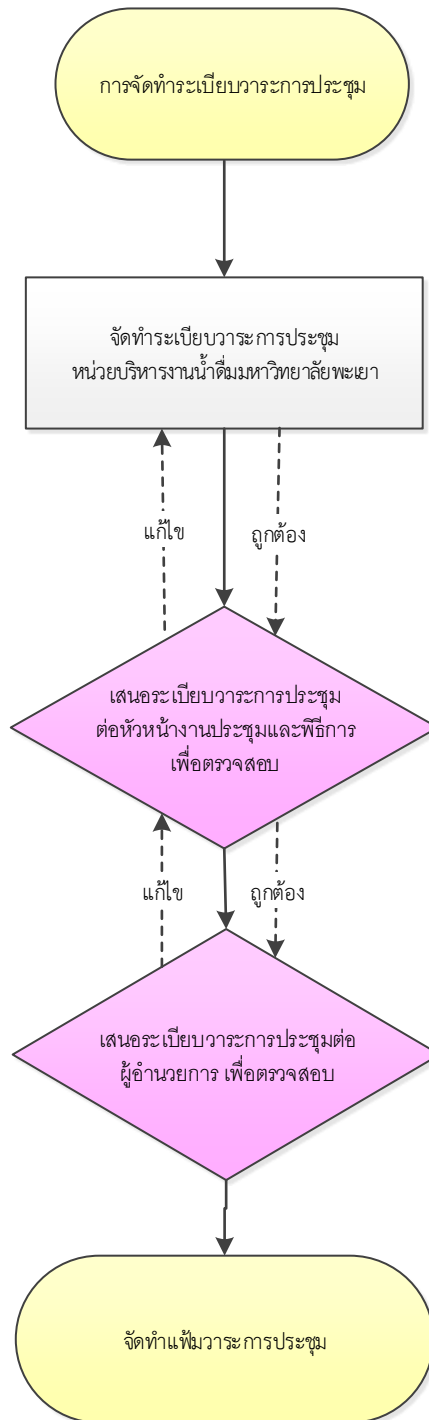 การจัดทำระเบียบวาระการประชุม
จัดทำระเบียบวาระการประชุม
หน่วยบริหารงานน้ำดื่มมหาวิทยาลัยพะเยา
แก้ไข
ถูกต้อง
เสนอระเบียบวาระการประชุม
ต่อหัวหน้างานประชุมและพิธีการ
เพื่อตรวจสอบ
แก้ไข
ถูกต้อง
เสนอระเบียบวาระการประชุมต่อ
ผู้อำนวยการ เพื่อตรวจสอบ
จัดทำแฟ้มวาระการประชุม